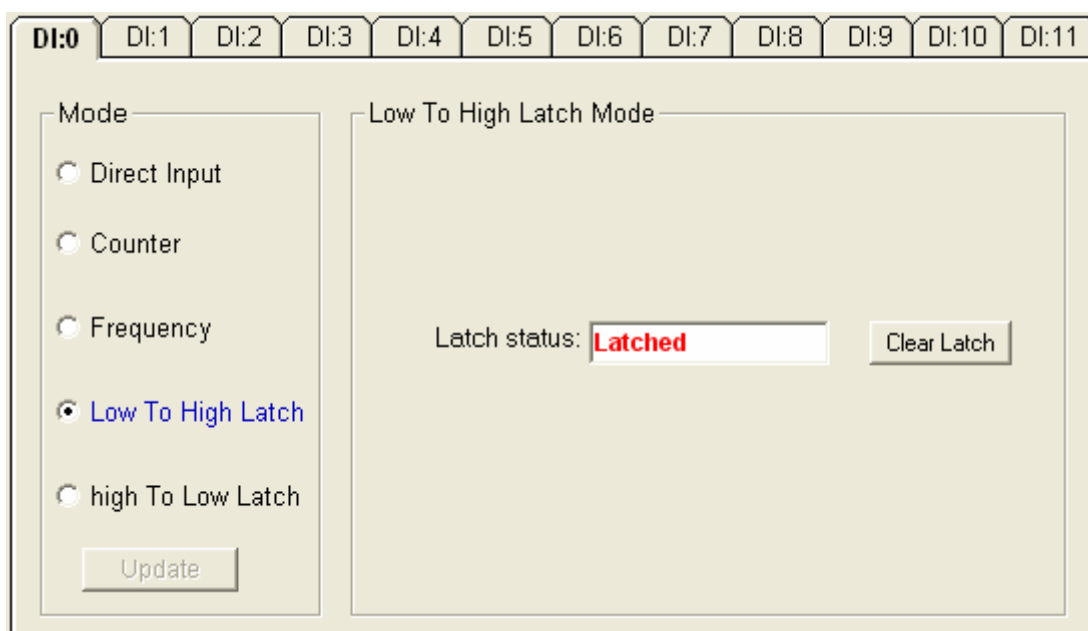 DI:0 DI:1 DI:2 DI:3 DI:4 DI:5 DI:6 DI:7 DI:8 DI:9 DI:10 DI:11
Mode
Direct Input
Counter
Frequency
Low To High Latch
high To Low Latch
Update
Low To High Latch Mode
Latch status: Latched Clear Latch